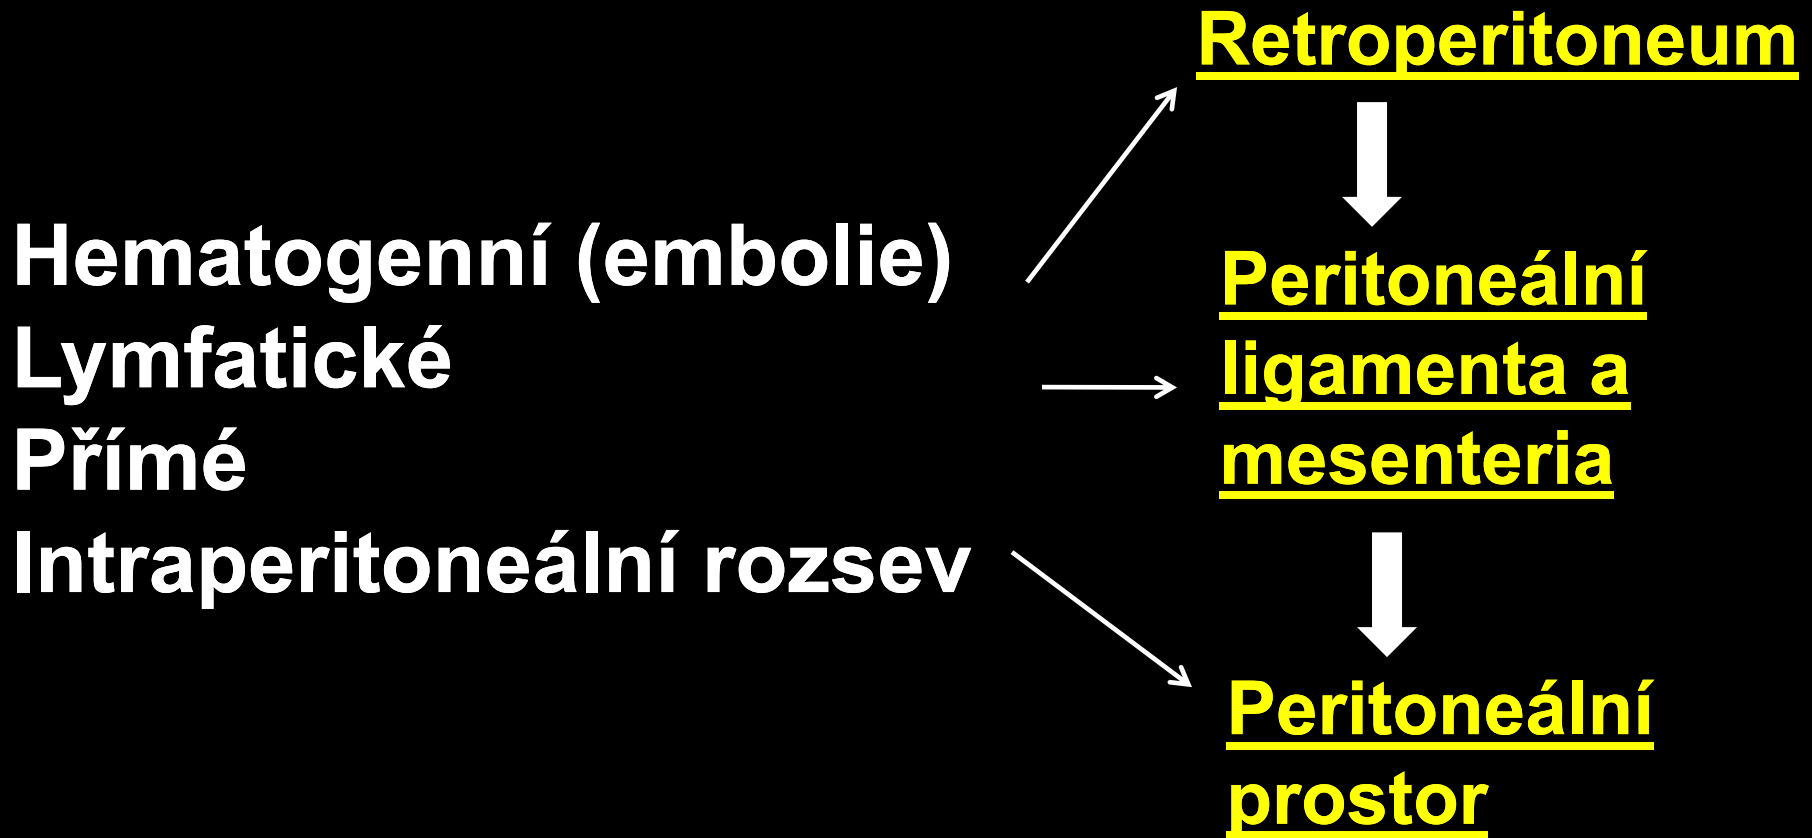 Retroperitoneum
Hematogenní (embolie)
Lymfatické
Přímé
Intraperitoneální rozsev
Peritoneální
ligamenta a
mesenteria
Peritoneální
prostor